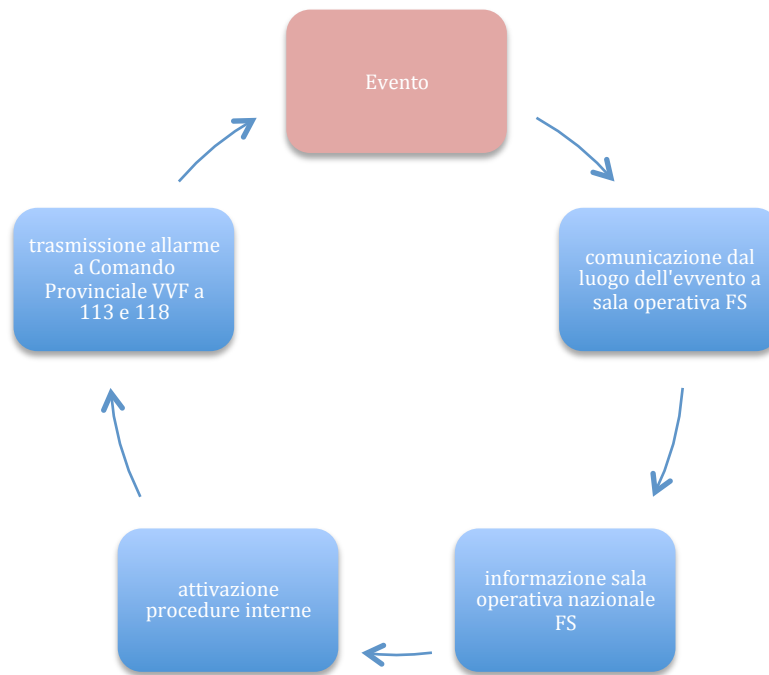 Evento
comunicazione dal
luogo dell'evvento a
sala operativa FS
informazione sala
operativa nazionale
FS
attivazione
procedure interne
trasmissione allarme
a Comando
Provinciale VVF a
113 e 118